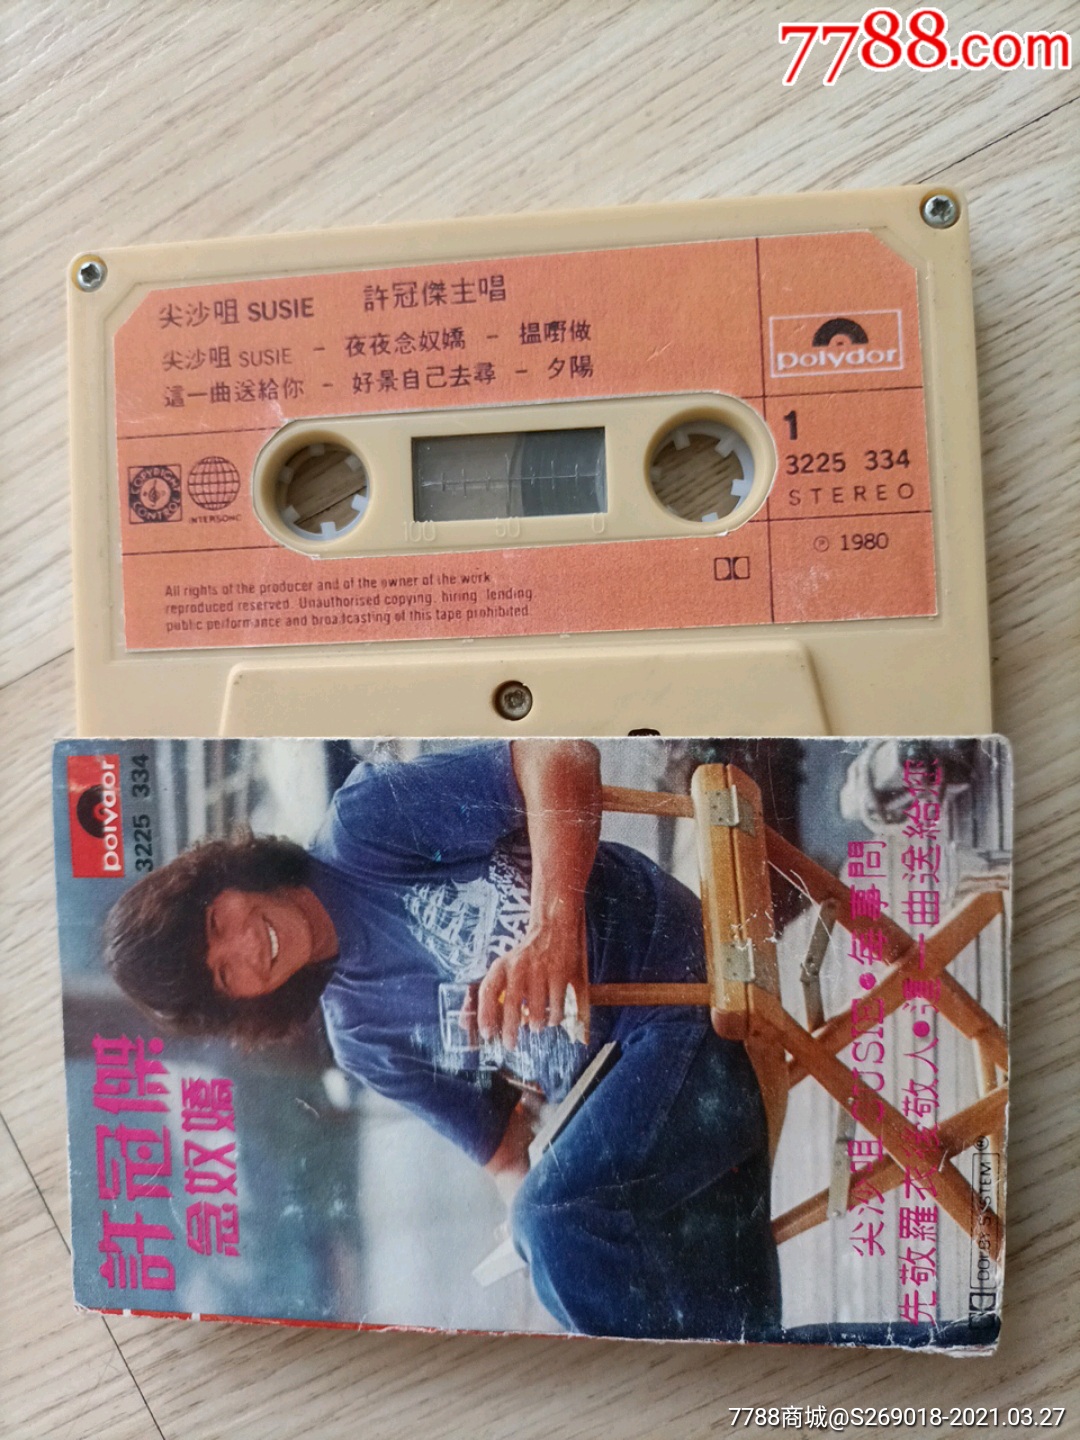 7788.com
尖沙咀 SUSIE 許冠傑主唱
尖沙咀 SUSIE – 夜夜念奴嬌 – 揾嘢做
這一曲送給你 – 好景自己去尋 – 夕陽
polydor
1
3225 334
STEREO
COPYRIGHT CONTROL
INTERSONG
℗ 1980
All rights of the producer and of the owner of the work
reproduced reserved. Unauthorised copying, hiring, lending
public performance and broadcasting of this tape prohibited.
100 50 0
polydor
3225 334
許冠傑
念奴嬌
尖沙咀 SUSIE•每事問
先敬羅衣後敬人•這一曲送給您
DOLBY SYSTEM ®
7788商城@S269018-2021.03.27